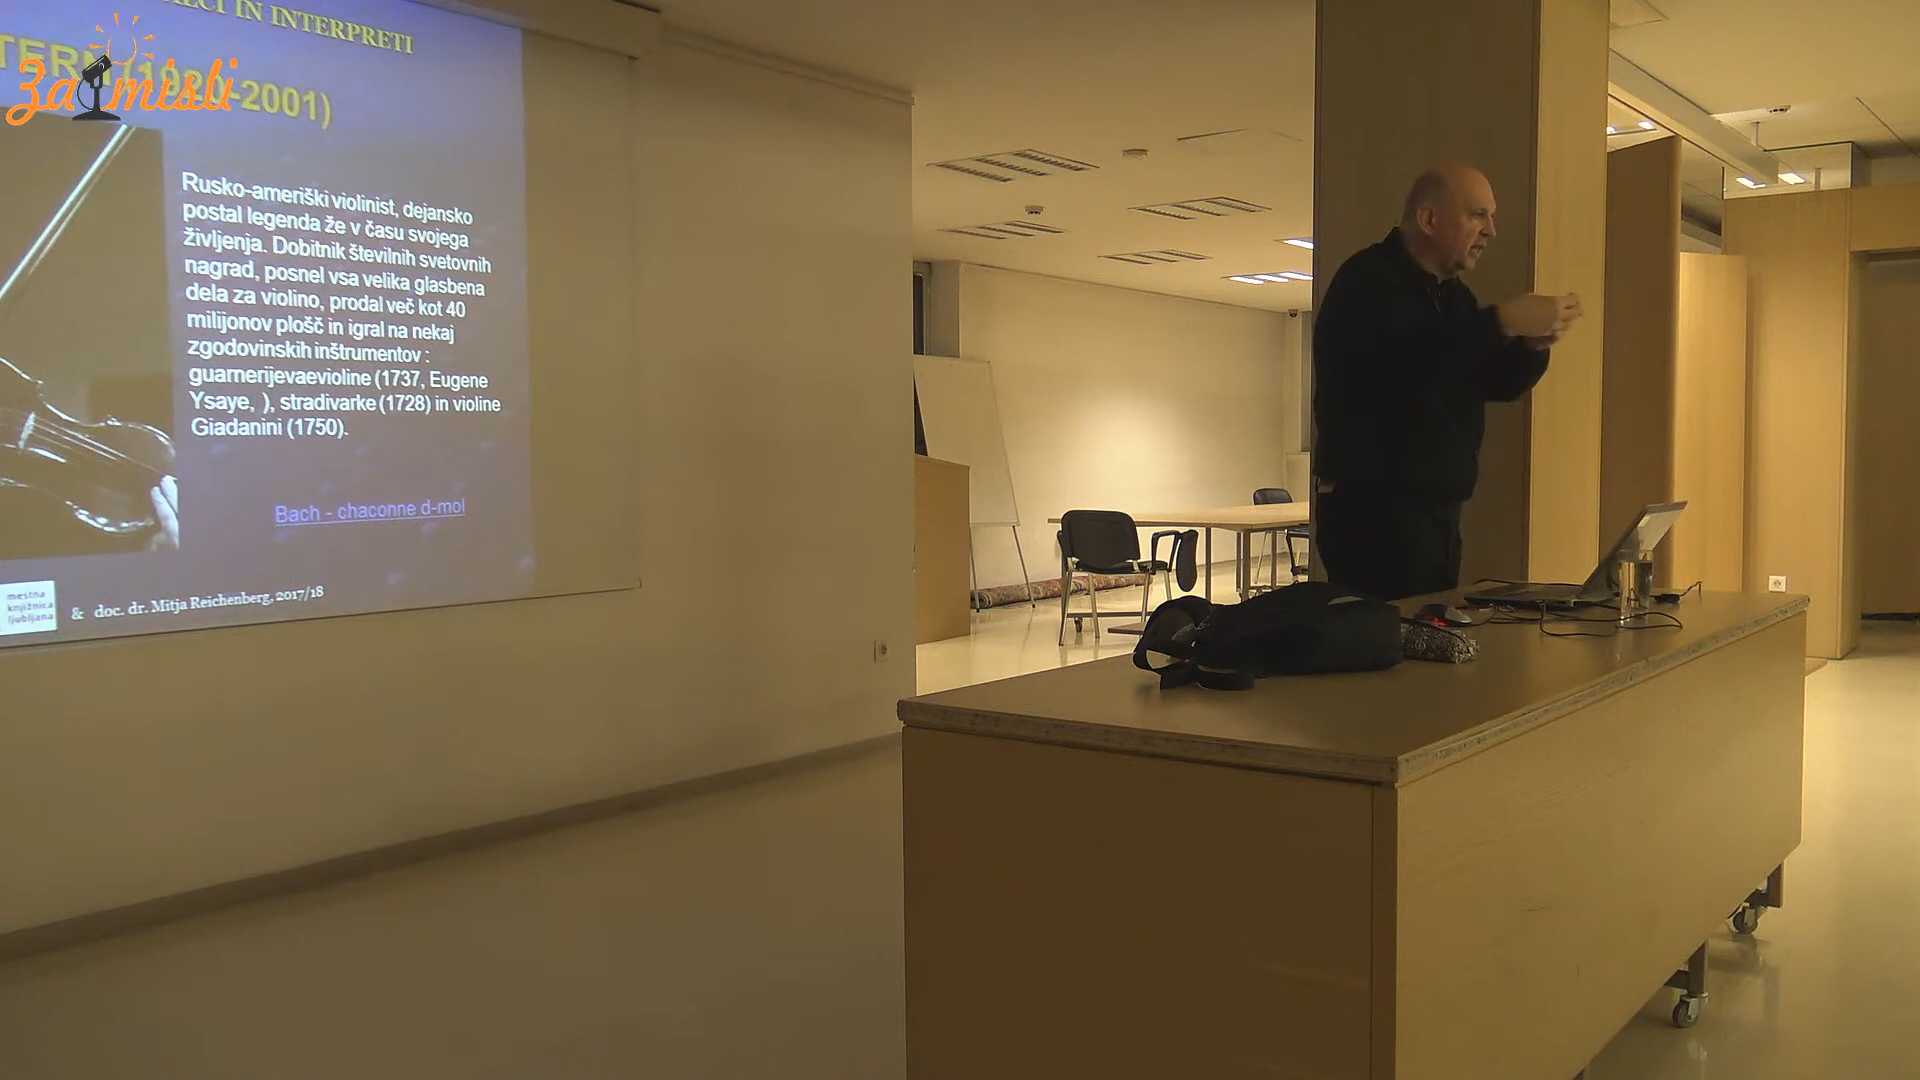 IN INTERPRETI
TERN (1920-2001)
Zaimisli
Rusko-ameriški violinist, dejansko
postal legenda že v času svojega
življenja. Dobitnik številnih svetovnih
nagrad, posnel vsa velika glasbena
dela za violino, prodal več kot 40
milijonov plošč in igral na nekaj
zgodovinskih inštrumentov :
guarnerijevaevioline (1737, Eugene
Ysaye, ), stradivarke (1728) in violine
Giadanini (1750).
Bach - chaconne d-mol
mestna
knjižnica
ljubljana
& doc. dr. Mitja Reichenberg, 2017/18